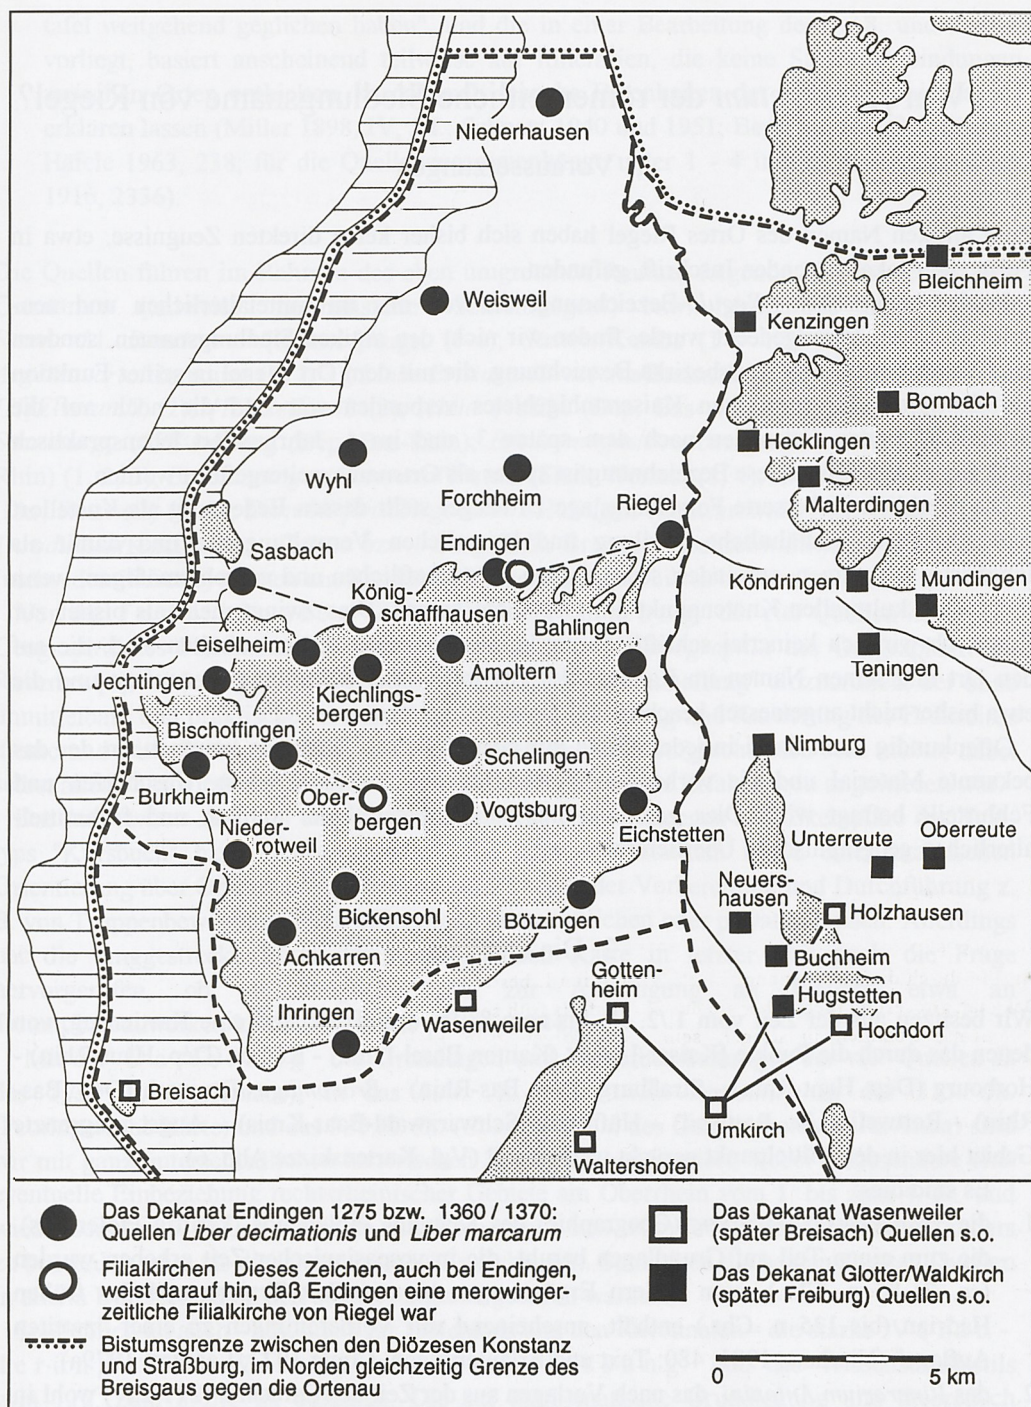 Niederhausen
Weisweil
Bleichheim
Kenzlingen
Bombach
Hecklingen
Malterdingen
Wyhl
Forchheim
Riegel
Endingen
Sasbach
König-
schaffhausen
Köndringen
Mundingen
Bahlingen
Leiselheim
Amoltern
Teningen
Jechtingen
Kiechlings-
bergen
Bischoffingen
Schelingen
Nimburg
Burkheim
Ober-
bergen
Vogtsburg
Eichstetten
Unterreute
Oberreute
Nieder-
rotweil
Neuers-
hausen
Bickensohl
Bötzingen
Holzhausen
Achkarren
Buchheim
Gotten-
heim
Hugstetten
Ihringen
Wasenweiler
Hochdorf
Breisach
Umkirch
Waltershofen
Das Dekanat Endingen 1275 bzw. 1360 / 1370:
Quellen Liber decimationis und Liber marcarum
Filialkirchen Dieses Zeichen, auch bei Endingen,
weist darauf hin, daß Endingen eine merowinger-
zeitliche Filialkirche von Riegel war
Bistumsgrenze zwischen den Diözesen Konstanz
und Straßburg, im Norden gleichzeitig Grenze des
Breisgaus gegen die Ortenau
Das Dekanat Wasenweiler
(später Breisach) Quellen s.o.
Das Dekanat Glotter/Waldkirch
(später Freiburg) Quellen s.o.
0 5 km